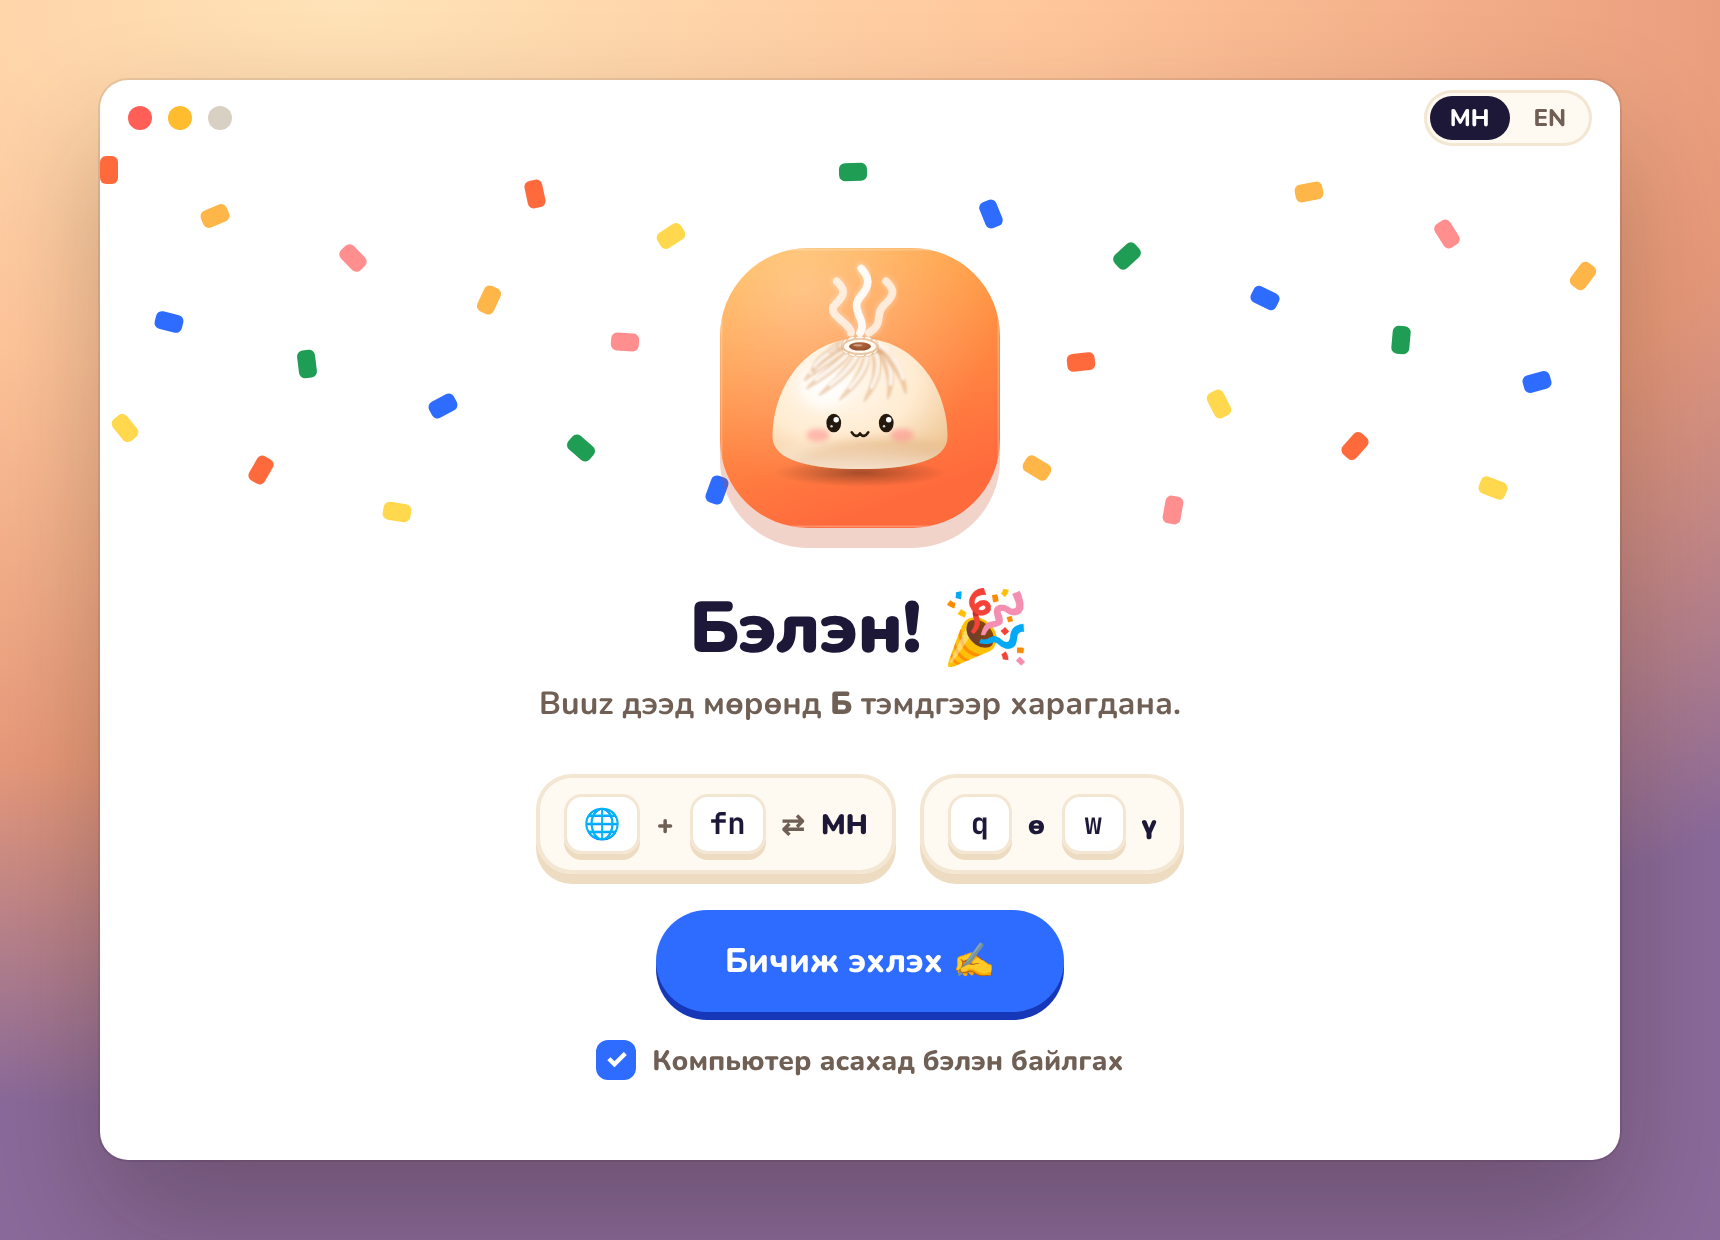 МН EN
Бэлэн! 🎉
Buuz дээд мөрөнд Б тэмдгээр харагдана.
🌐 + fn ⇄ МН q ө w ү
Бичиж эхлэх ✍️
Компьютер асахад бэлэн байлгах